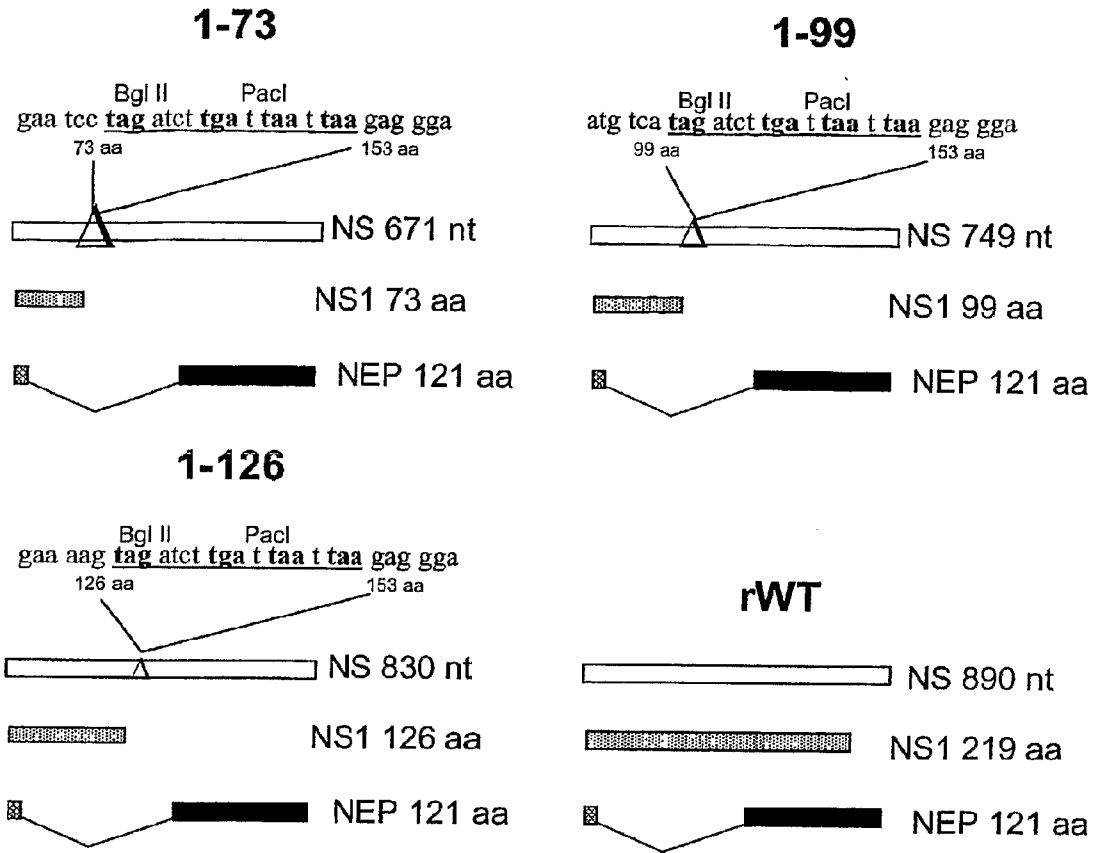 1-73
Bgl II PacI
gaa tcc tag atct tga t taa t taa gag gga
73 aa 153 aa
NS 671 nt
NS1 73 aa
NEP 121 aa
1-99
Bgl II PacI
atg tca tag atct tga t taa t taa gag gga
99 aa 153 aa
NS 749 nt
NS1 99 aa
NEP 121 aa
1-126
Bgl II PacI
gaa aag tag atct tga t taa t taa gag gga
126 aa 153 aa
NS 830 nt
NS1 126 aa
NEP 121 aa
rWT
NS 890 nt
NS1 219 aa
NEP 121 aa